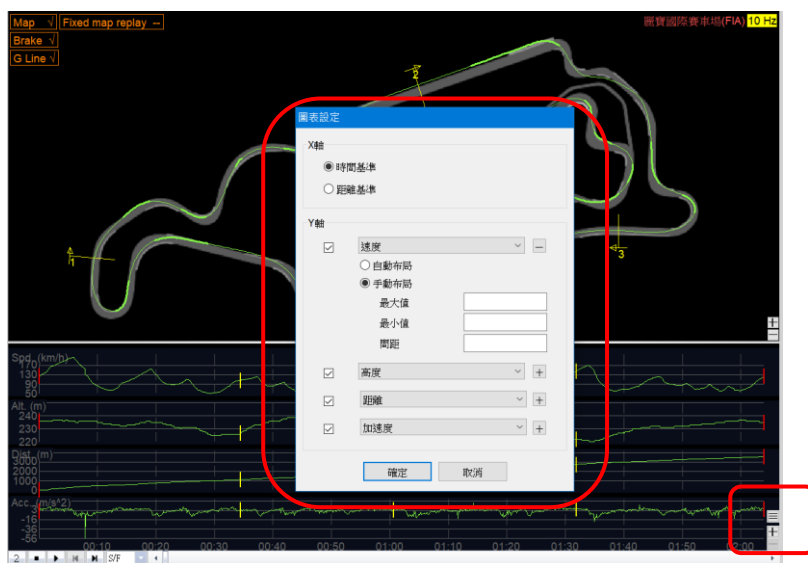 Map √ Fixed map replay -- 麗寶國際賽車場(FIA) 10 Hz
Brake √
G Line √
2
1
3
圖表設定
X軸
時間基準
距離基準
Y軸
速度
自動布局
手動布局
最大值
最小值
間距
高度
距離
加速度
確定 取消
Spd. (km/h)
170
130
90
50
Alt. (m)
240
230
220
Dist. (m)
3000
2000
1000
0
Acc. (m/s^2)
3
-16
-36
-56
00:10 00:20 00:30 00:40 00:50 01:00 01:10 01:20 01:30 01:40 01:50 02:00
2 S/F